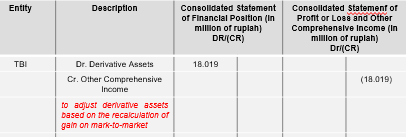 Entity
Description
Consolidated Statement
of Financial Position (in
million of rupiah)
DR/(CR)
Consolidated Statement of
Profit or Loss and Other
Comprehensive Income (in
million of rupiah)
Dr/(CR)
TBI
Dr. Derivative Assets
18.019
Cr. Other Comprehensive
Income
(18.019)
to adjust derivative assets
based on the recalculation of
gain on mark-to-market